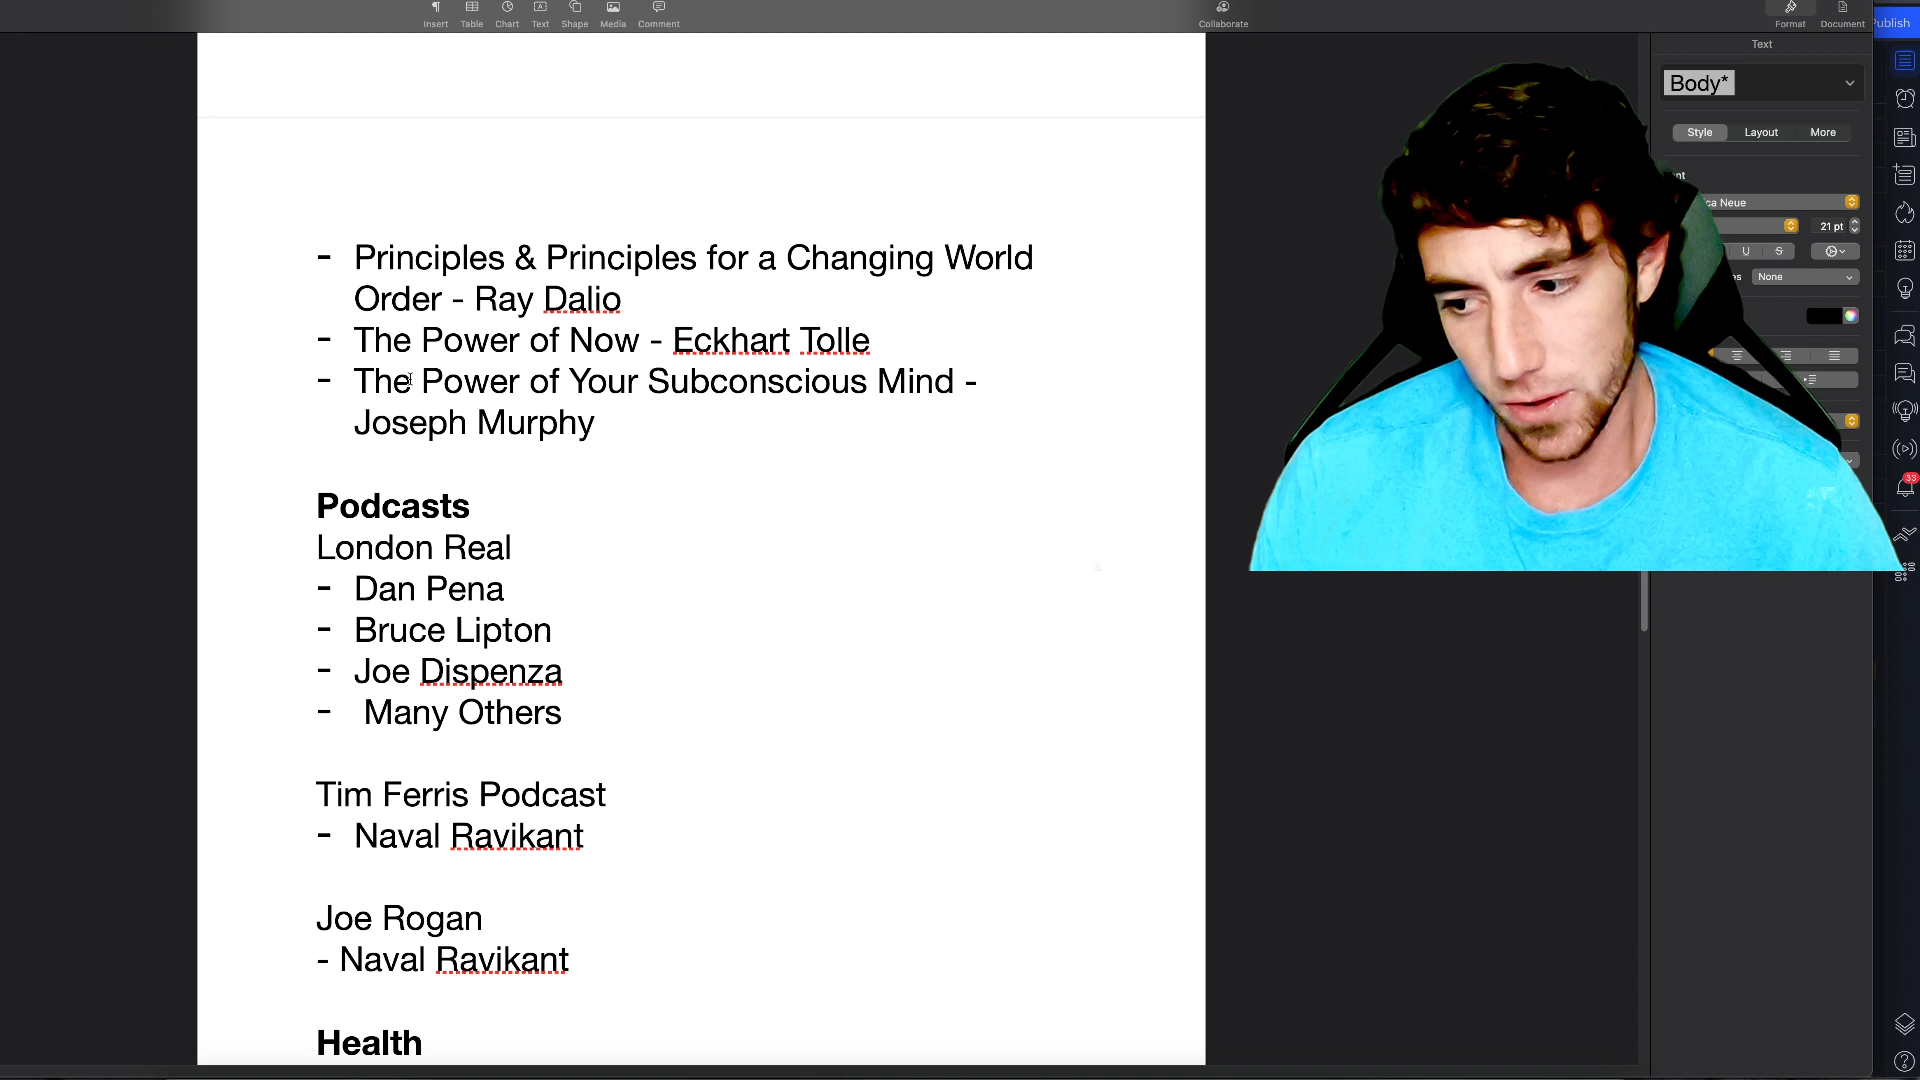 Insert Table Chart Text Shape Media Comment Collaborate Format Document
Publish
Text
Body*
Style Layout More
21 pt
U S
None
- Principles & Principles for a Changing World
Order - Ray Dalio
- The Power of Now - Eckhart Tolle
- The Power of Your Subconscious Mind -
Joseph Murphy
Podcasts
London Real
- Dan Pena
- Bruce Lipton
- Joe Dispenza
- Many Others
Tim Ferris Podcast
- Naval Ravikant
Joe Rogan
- Naval Ravikant
Health
33